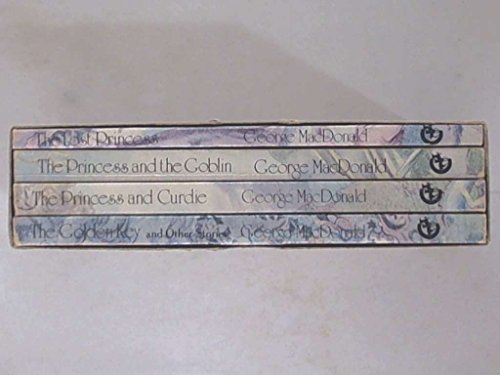 The Lost Princess George MacDonald
The Princess and the Goblin George MacDonald
The Princess and Curdie George MacDonald
The Golden Key and Other Stories George MacDonald